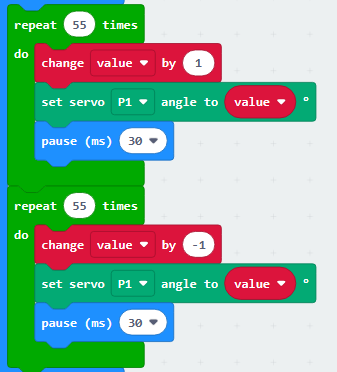 repeat 55 times
do
change value by 1
set servo P1 angle to value °
pause (ms) 30
repeat 55 times
do
change value by -1
set servo P1 angle to value °
pause (ms) 30